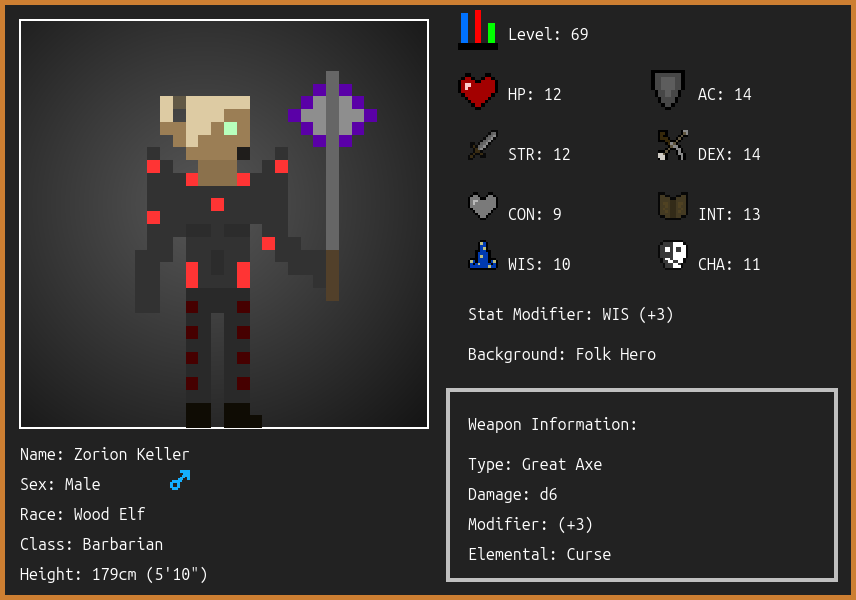 Level: 69
HP: 12
AC: 14
STR: 12
DEX: 14
CON: 9
INT: 13
WIS: 10
CHA: 11
Stat Modifier: WIS (+3)
Background: Folk Hero
Weapon Information:
Type: Great Axe
Damage: d6
Modifier: (+3)
Elemental: Curse
Name: Zorion Keller
Sex: Male
Race: Wood Elf
Class: Barbarian
Height: 179cm (5'10")